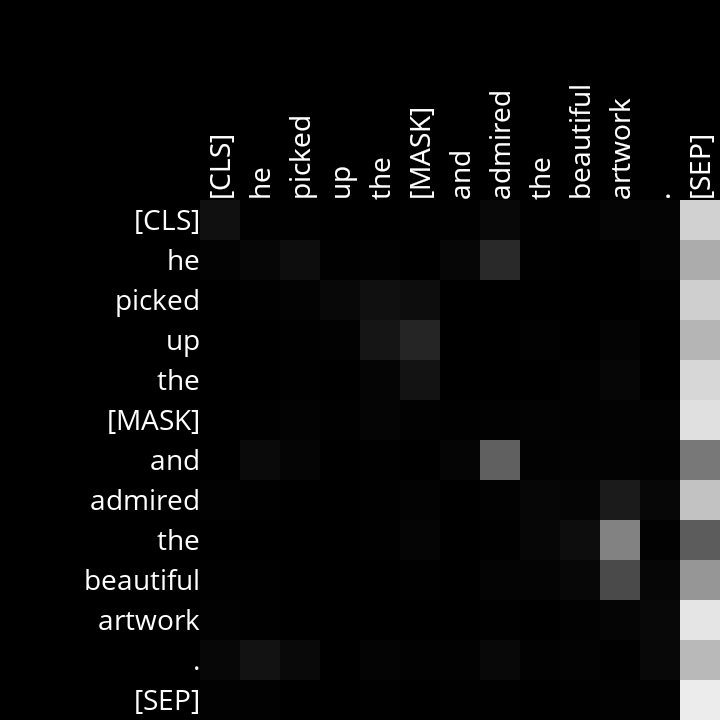 [CLS] he picked up the [MASK] and admired the beautiful artwork . [SEP]
[CLS]
he
picked
up
the
[MASK]
and
admired
the
beautiful
artwork
.
[SEP]